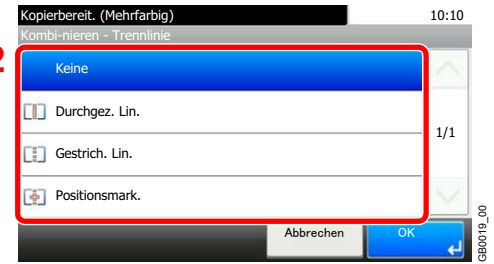 Kopierbereit. (Mehrfarbig) 10:10
Kombi-nieren - Trennlinie
2
Keine
Durchgez. Lin.
1/1
Gestrich. Lin.
Positionsmark.
Abbrechen OK
GB0019_00